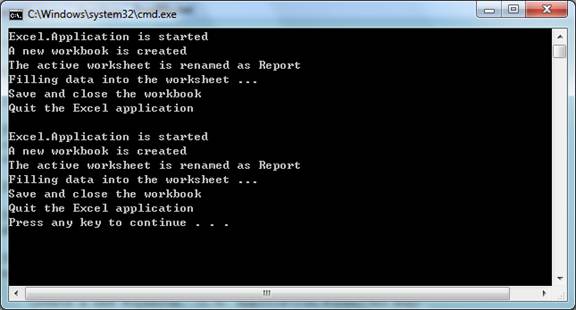 C:\Windows\system32\cmd.exe
Excel.Application is started
A new workbook is created
The active worksheet is renamed as Report
Filling data into the worksheet ...
Save and close the workbook
Quit the Excel application
Excel.Application is started
A new workbook is created
The active worksheet is renamed as Report
Filling data into the worksheet ...
Save and close the workbook
Quit the Excel application
Press any key to continue . . .